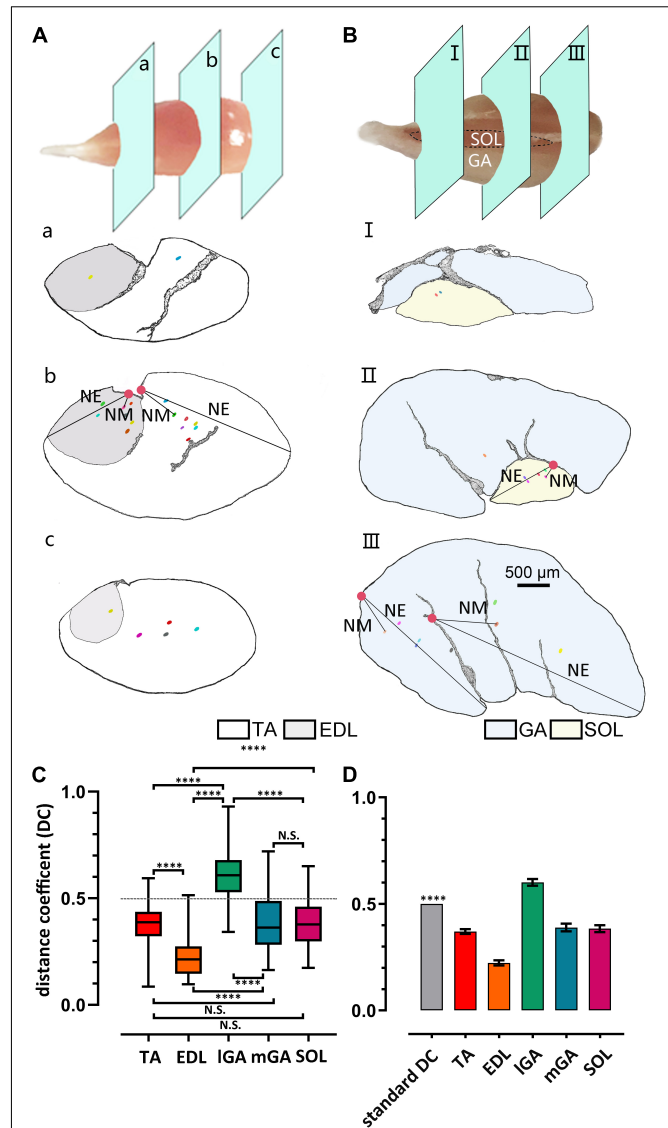 A
B
a
b
c
Ⅰ
Ⅱ
Ⅲ
SOL
GA
a
Ⅰ
b
NE
NM
NM
NE
Ⅱ
NE
NM
c
Ⅲ
500 µm
NE
NM
NM
NE
TA
EDL
GA
SOL
C
D
****
****
****
****
N.S.
****
distance coefficent (DC)
1.0
0.5
0.0
****
****
N.S.
N.S.
TA
EDL
lGA
mGA
SOL
1.0
0.5
0.0
****
standard DC
TA
EDL
lGA
mGA
SOL